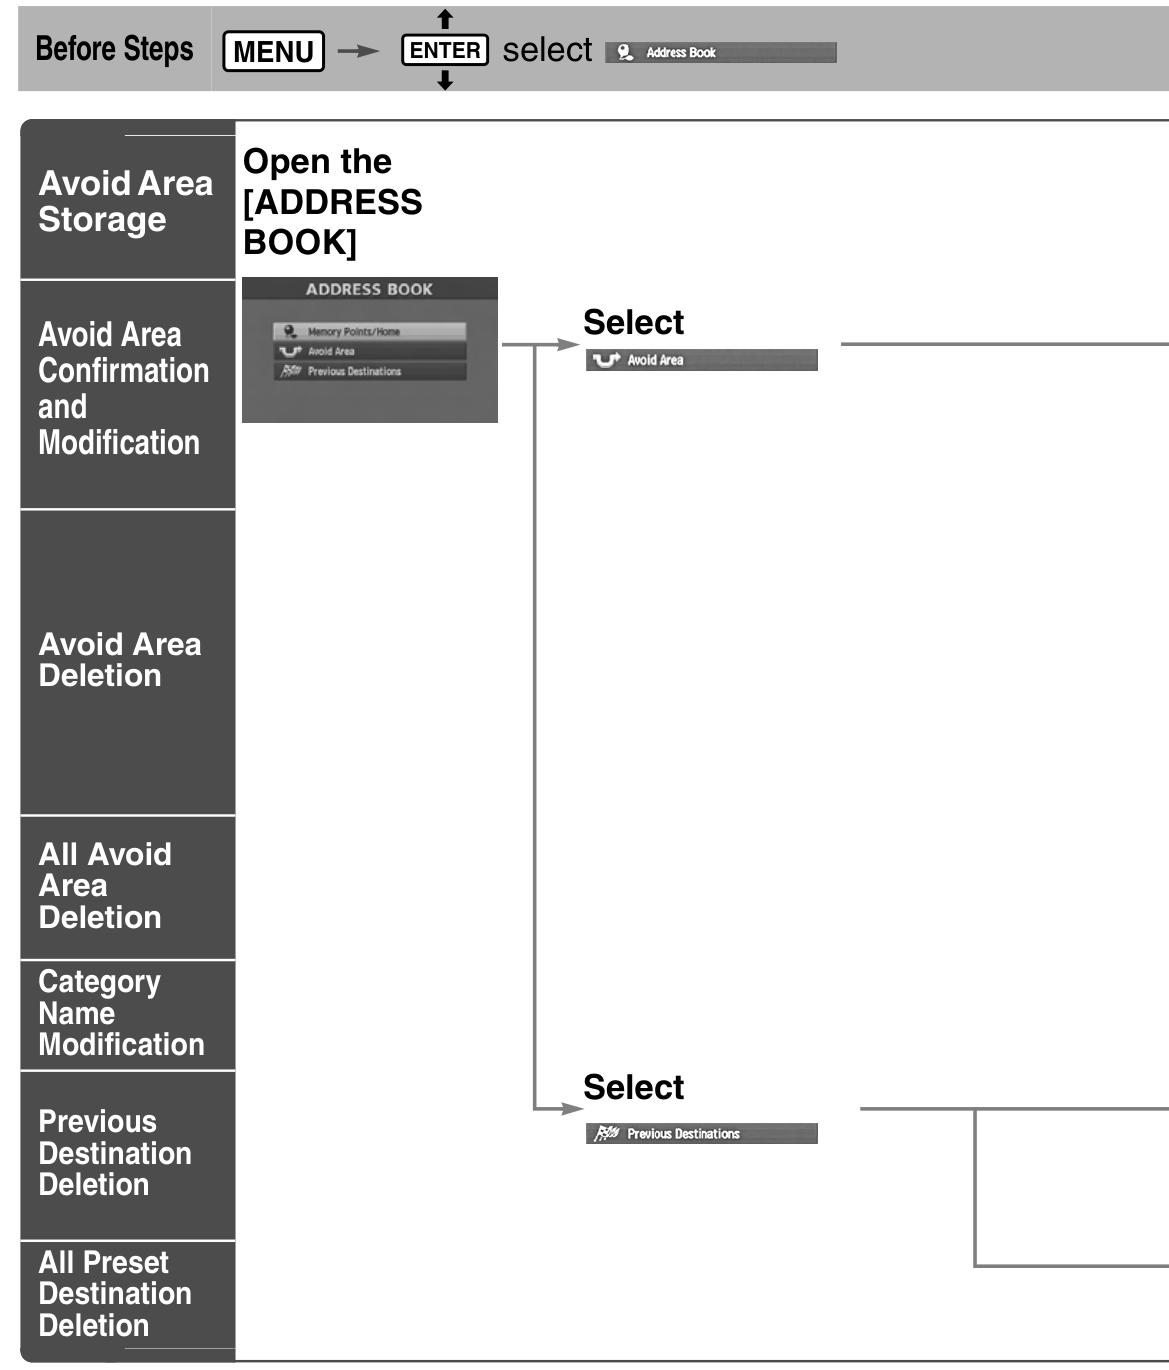 Before Steps MENU ENTER select Address Book
Avoid Area
Storage
Open the
[ADDRESS
BOOK]
ADDRESS BOOK
Memory Points/Home
Avoid Area
Previous Destinations
Avoid Area
Confirmation
and
Modification
Select
Avoid Area
Avoid Area
Deletion
All Avoid
Area
Deletion
Category
Name
Modification
Previous
Destination
Deletion
Select
Previous Destinations
All Preset
Destination
Deletion